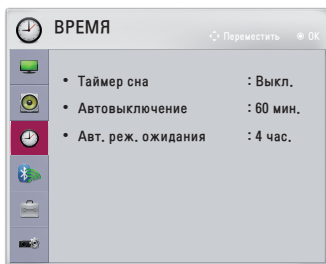 ВРЕМЯ
Переместить OK
• Таймер сна : Выкл.
• Автовыключение : 60 мин.
• Авт. реж. ожидания : 4 час.